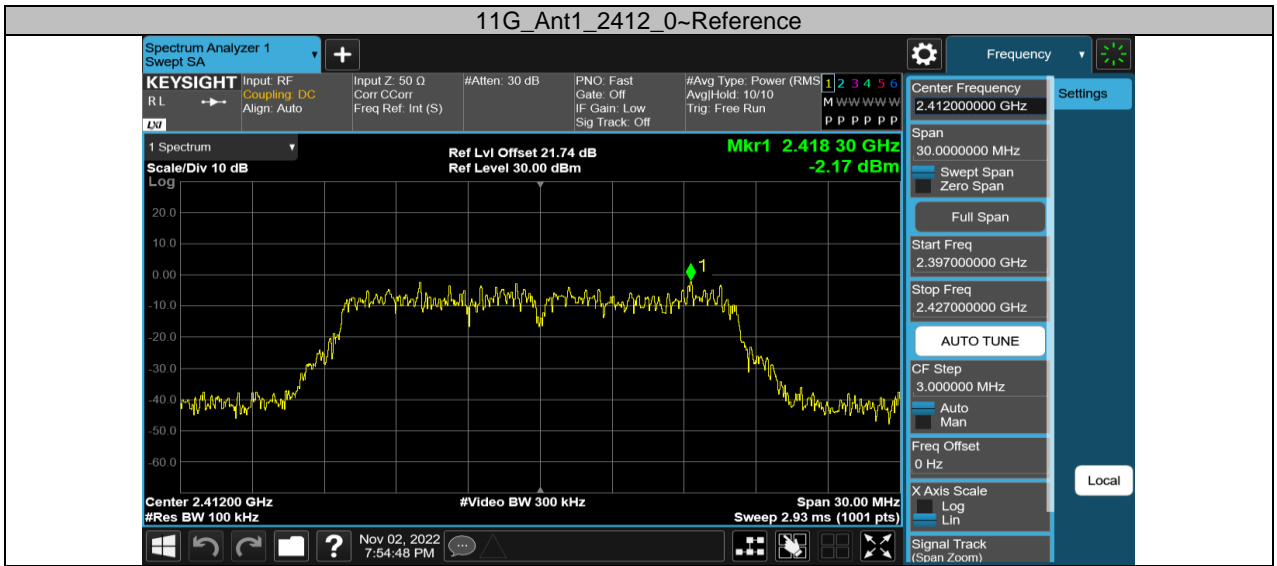 11G_Ant1_2412_0~Reference
Spectrum Analyzer 1
Swept SA
+
Frequency
KEYSIGHT
R L
LXI
Input: RF
Coupling: DC
Align: Auto
Input Z: 50 Ω
Corr CCorr
Freq Ref: Int (S)
#Atten: 30 dB
PNO: Fast
Gate: Off
IF Gain: Low
Sig Track: Off
#Avg Type: Power (RMS
Avg|Hold: 10/10
Trig: Free Run
1 2 3 4 5 6
M W W W W W
P P P P P P
1 Spectrum
Scale/Div 10 dB
Ref Lvl Offset 21.74 dB
Ref Level 30.00 dBm
Mkr1 2.418 30 GHz
-2.17 dBm
Log
20.0
10.0
0.00
-10.0
-20.0
-30.0
-40.0
-50.0
-60.0
1
Center 2.41200 GHz
#Res BW 100 kHz
#Video BW 300 kHz
Span 30.00 MHz
Sweep 2.93 ms (1001 pts)
?
Nov 02, 2022
7:54:48 PM
Center Frequency
2.412000000 GHz
Span
30.0000000 MHz
Swept Span
Zero Span
Full Span
Start Freq
2.397000000 GHz
Stop Freq
2.427000000 GHz
AUTO TUNE
CF Step
3.000000 MHz
Auto
Man
Freq Offset
0 Hz
X Axis Scale
Log
Lin
Signal Track
(Span Zoom)
Settings
Local